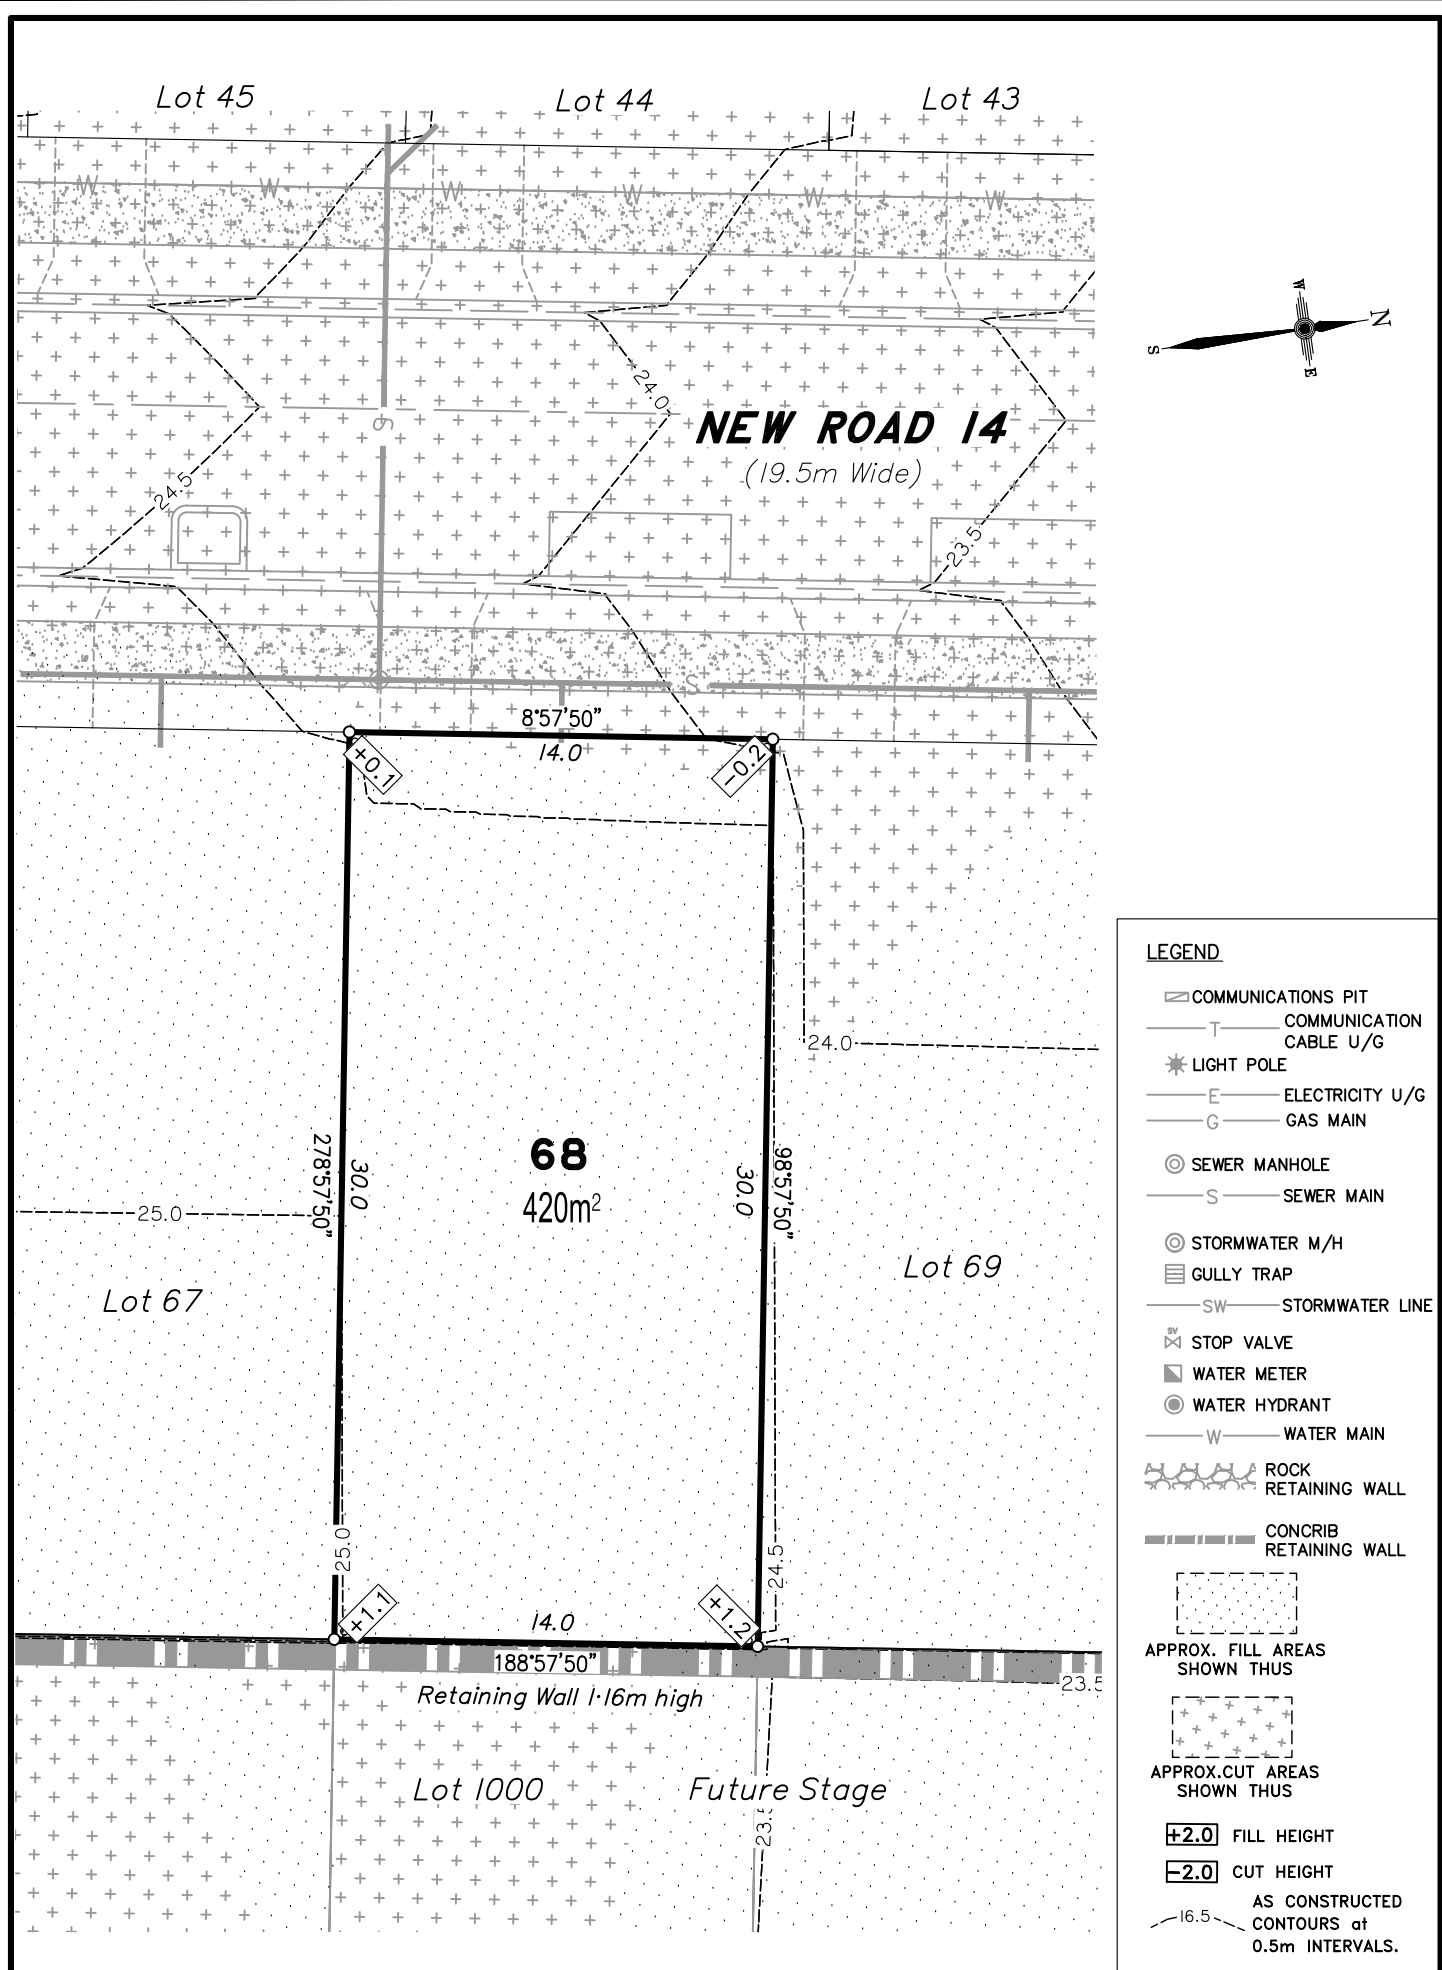 Lot 45
Lot 44
Lot 43
W
W
W
W
W
W
W
N
S
E
24.0
NEW ROAD 14
(19.5m Wide)
S
24.5
23.5
S
8°57'50"
14.0
+0.1
-0.2
24.0
278°57'50"
30.0
68
420m²
30.0
98°57'50"
25.0
Lot 67
Lot 69
25.0
24.5
+1.1
+1.2
14.0
188°57'50"
Retaining Wall 1·16m high
23.5
Lot 1000
Future Stage
23.5
LEGEND
COMMUNICATIONS PIT
T
COMMUNICATION
CABLE U/G
LIGHT POLE
E ELECTRICITY U/G
G GAS MAIN
SEWER MANHOLE
S SEWER MAIN
STORMWATER M/H
GULLY TRAP
SW STORMWATER LINE
SV
STOP VALVE
WATER METER
WATER HYDRANT
W WATER MAIN
ROCK
RETAINING WALL
CONCRIB
RETAINING WALL
APPROX. FILL AREAS
SHOWN THUS
APPROX.CUT AREAS
SHOWN THUS
+2.0 FILL HEIGHT
-2.0 CUT HEIGHT
16.5
AS CONSTRUCTED
CONTOURS at
0.5m INTERVALS.